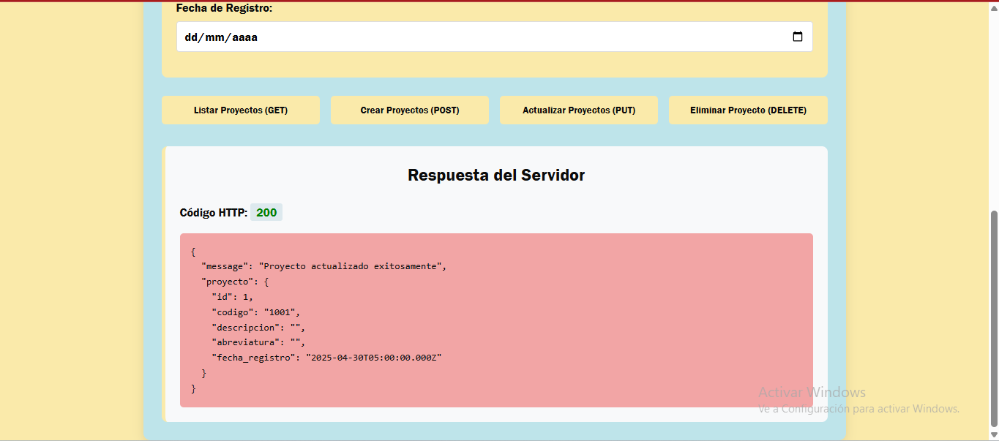 Fecha de Registro:
dd/mm/aaaa
Listar Proyectos (GET) Crear Proyectos (POST) Actualizar Proyectos (PUT) Eliminar Proyecto (DELETE)
Respuesta del Servidor
Código HTTP: 200
{
"message": "Proyecto actualizado exitosamente",
"proyecto": {
"id": 1,
"codigo": "1001",
"descripcion": "",
"abreviatura": "",
"fecha_registro": "2025-04-30T05:00:00.000Z"
}
}
Activar Windows
Ve a Configuración para activar Windows.